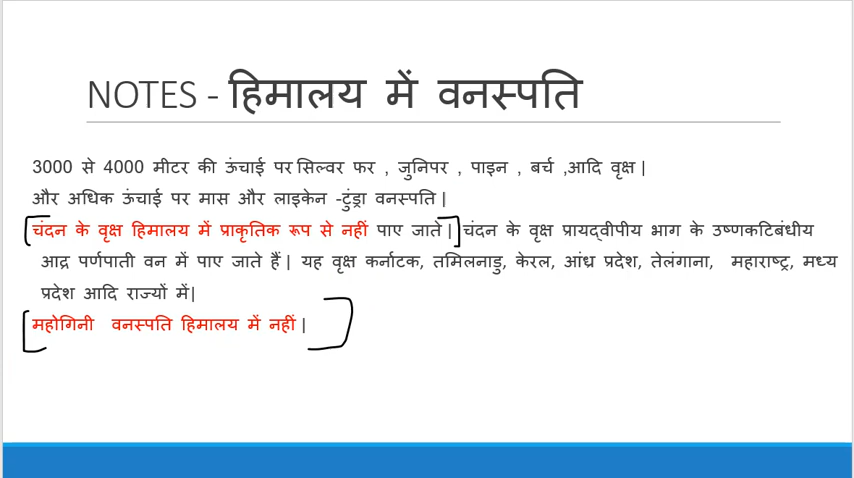 NOTES - हिमालय में वनस्पति
3000 से 4000 मीटर की ऊंचाई पर सिल्वर फर , जुनिपर , पाइन , बर्च ,आदि वृक्ष |
और अधिक ऊंचाई पर मास और लाइकेन -टुंड्रा वनस्पति |
चंदन के वृक्ष हिमालय में प्राकृतिक रूप से नहीं पाए जाते | चंदन के वृक्ष प्रायद्वीपीय भाग के उष्णकटिबंधीय
आद्र पर्णपाती वन में पाए जाते हैं | यह वृक्ष कर्नाटक, तमिलनाडु, केरल, आंध्र प्रदेश, तेलंगाना, महाराष्ट्र, मध्य
प्रदेश आदि राज्यों में|
महोगिनी वनस्पति हिमालय में नहीं |